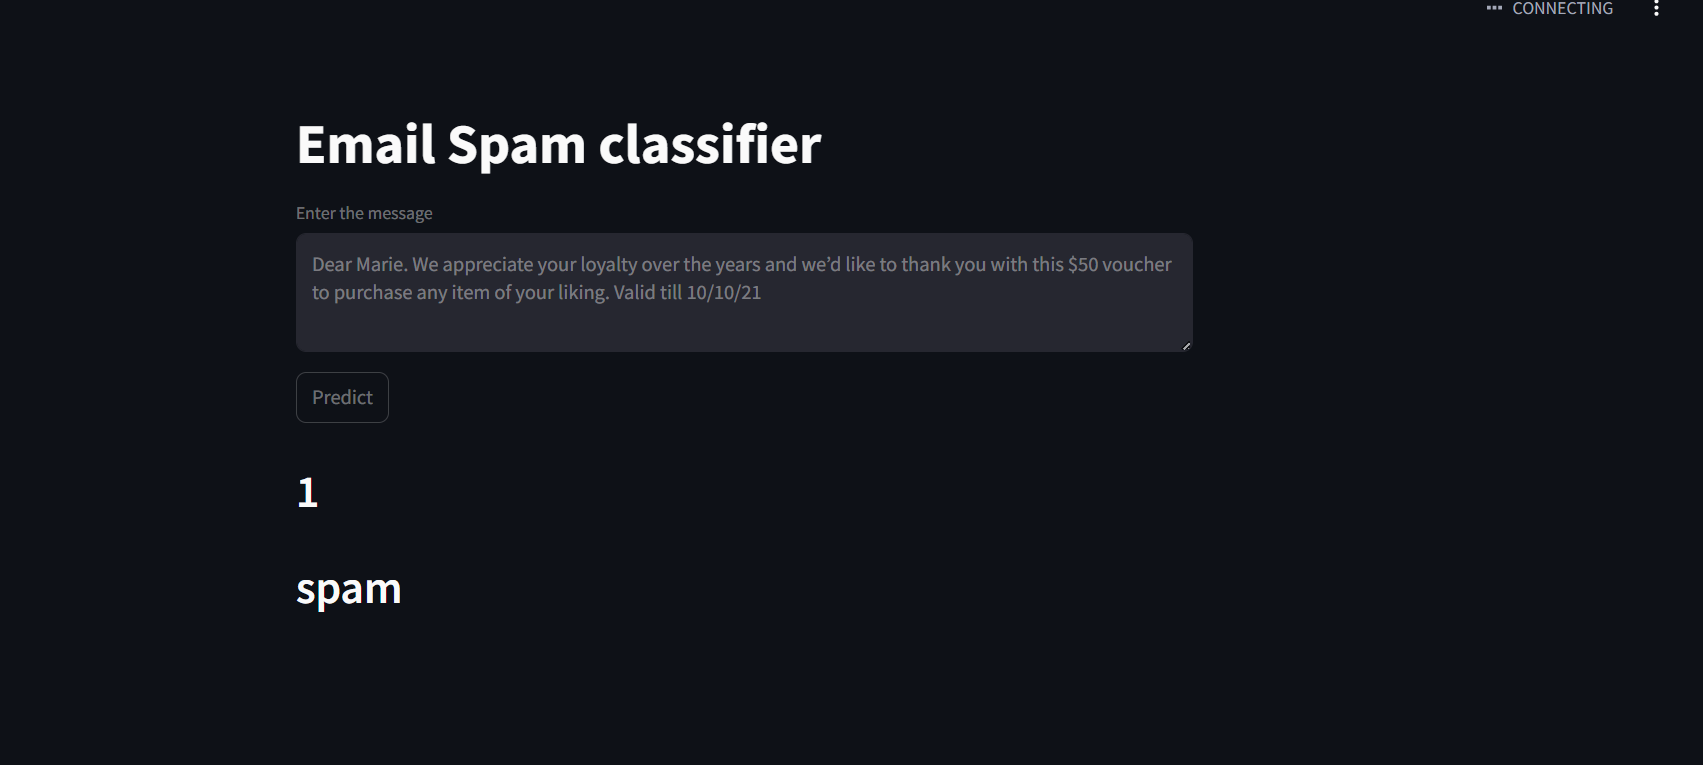 CONNECTING
Email Spam classifier
Enter the message
Dear Marie. We appreciate your loyalty over the years and we’d like to thank you with this $50 voucher
to purchase any item of your liking. Valid till 10/10/21
Predict
1
spam